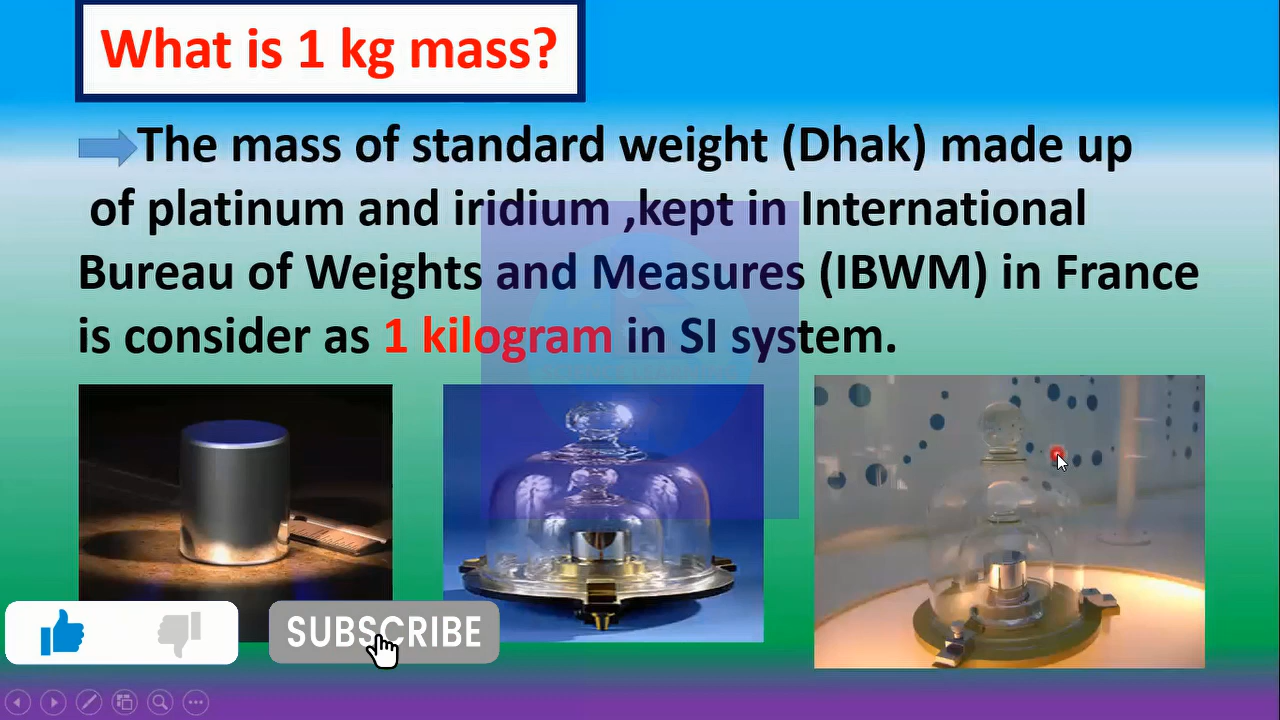 What is 1 kg mass?
The mass of standard weight (Dhak) made up
of platinum and iridium ,kept in International
Bureau of Weights and Measures (IBWM) in France
is consider as 1 kilogram in SI system.
SUBSCRIBE